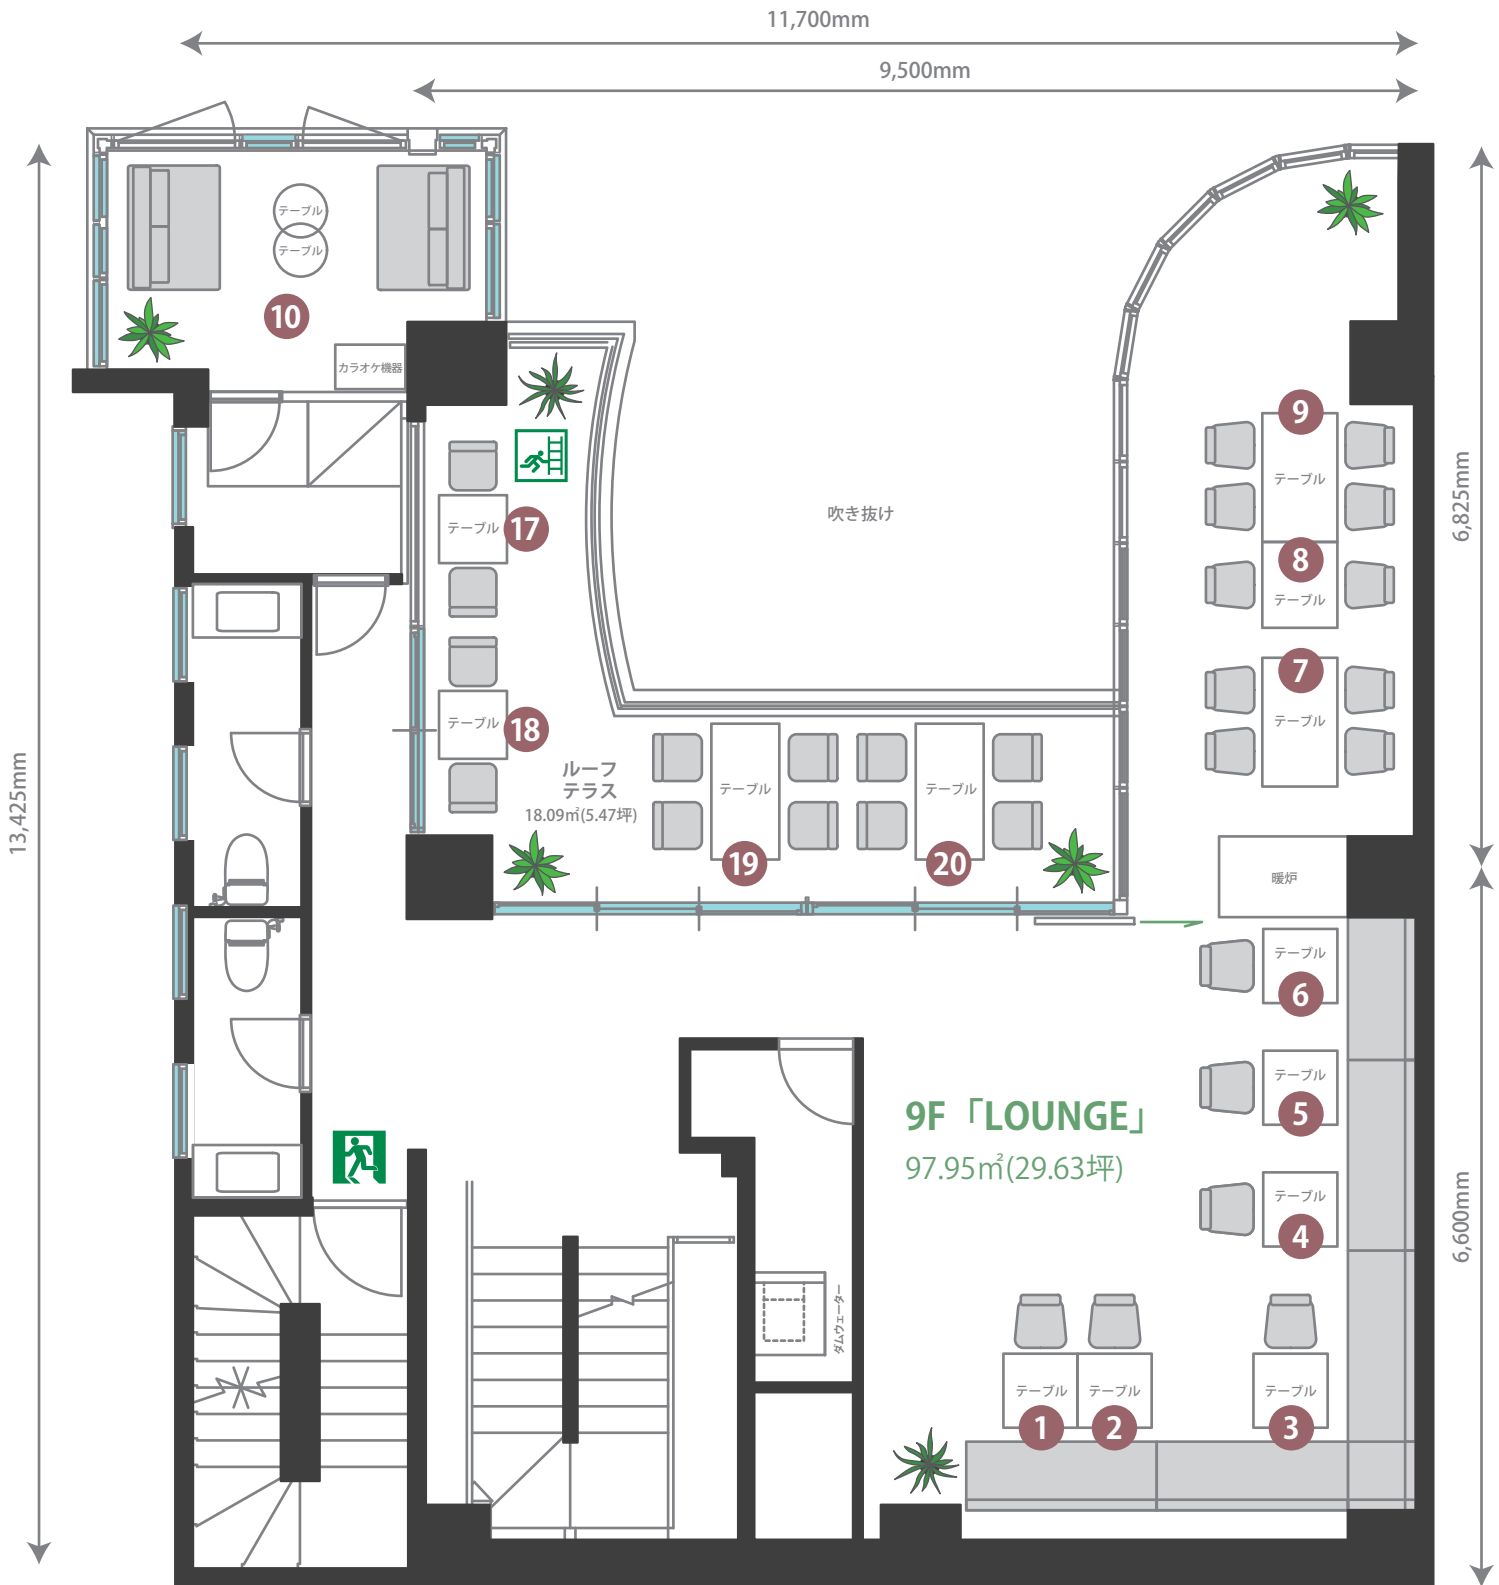 11,700mm
9,500mm
テーブル
テーブル
10
カラオケ機器
9
テーブル
テーブル
17
吹き抜け
8
テーブル
7
テーブル
テーブル
18
ルーフ
テラス
18.09㎡(5.47坪)
テーブル
テーブル
19
20
6,825mm
13,425mm
暖炉
テーブル
6
テーブル
5
9F「LOUNGE」
97.95㎡(29.63坪)
テーブル
4
6,600mm
ダムウェーター
テーブル
テーブル
テーブル
1
2
3